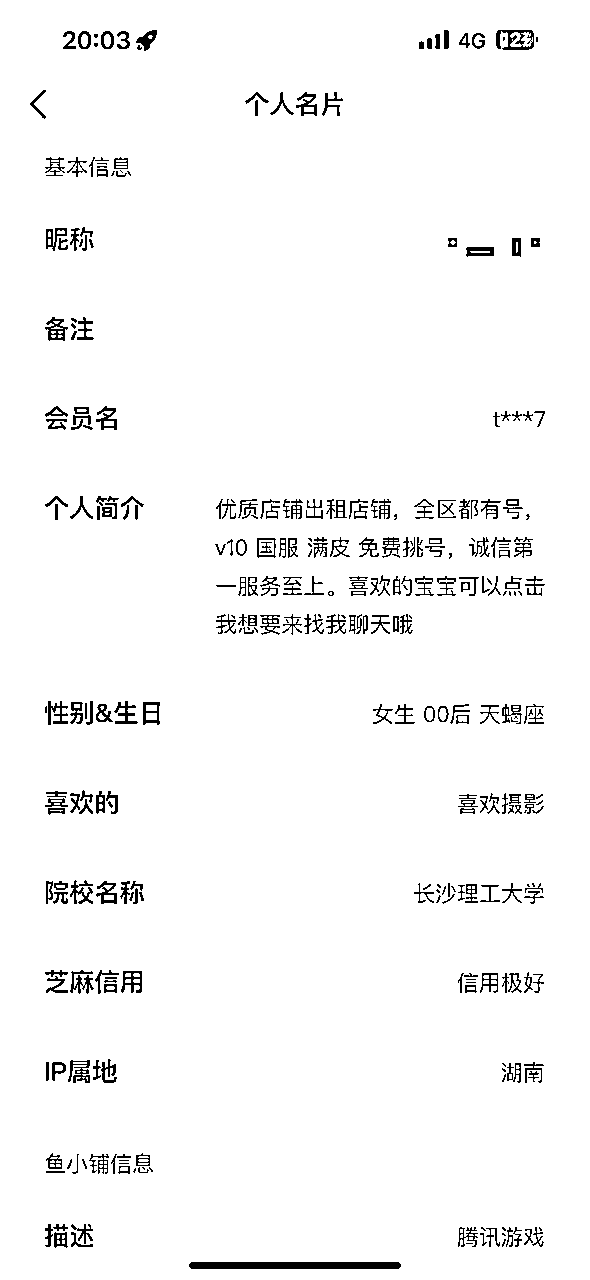 20:03
4G
个人名片
基本信息
昵称
备注
会员名
t***7
个人简介
优质店铺出租店铺，全区都有号，
v10 国服 满皮 免费挑号，诚信第
一服务至上。喜欢的宝宝可以点击
我想要来找我聊天哦
性别&生日
女生 00后 天蝎座
喜欢的
喜欢摄影
院校名称
长沙理工大学
芝麻信用
信用极好
IP属地
湖南
鱼小铺信息
描述
腾讯游戏